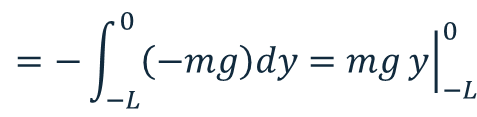 = −∫_{−L}^{0} (−mg)dy = mg y|_{−L}^{0}